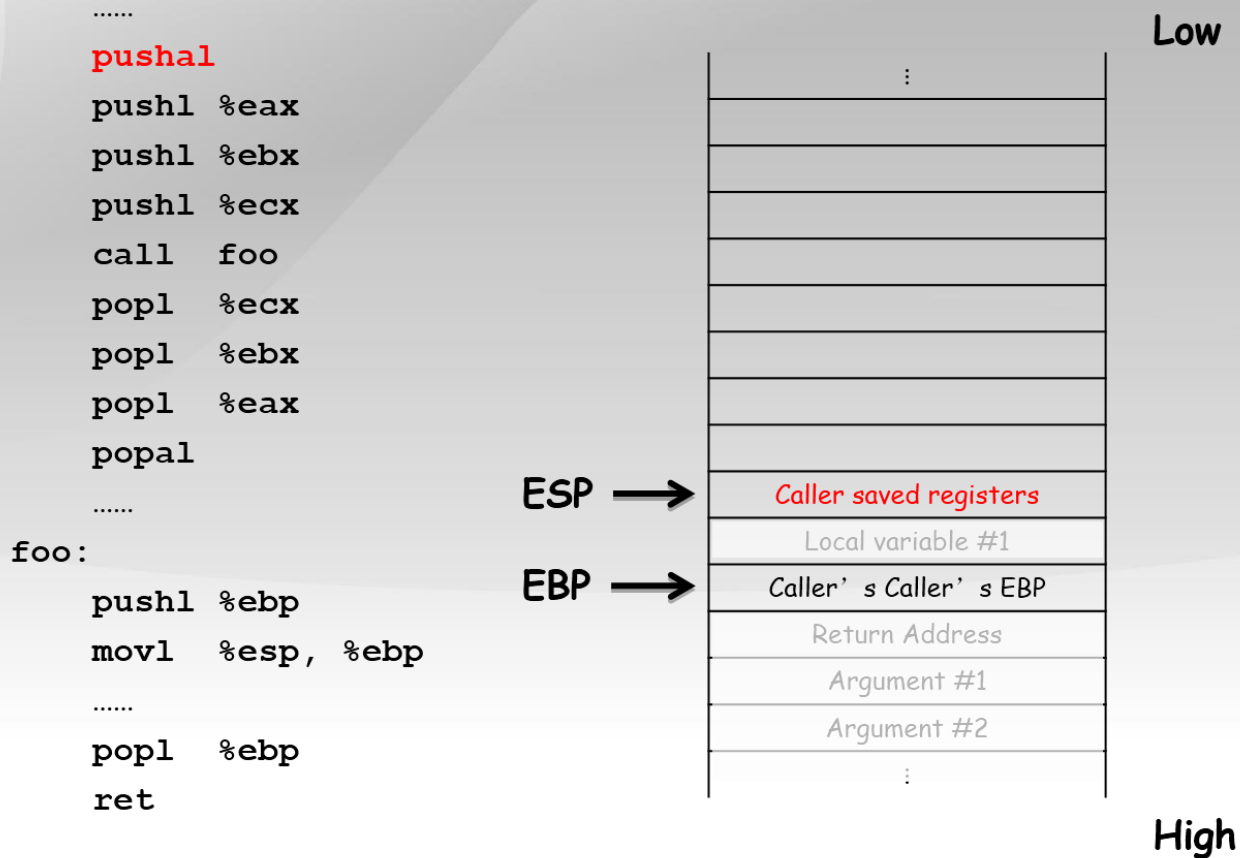 ……
pushal
pushl %eax
pushl %ebx
pushl %ecx
call foo
popl %ecx
popl %ebx
popl %eax
popal
……
foo:
pushl %ebp
movl %esp, %ebp
……
popl %ebp
ret
Low
⋮
ESP
Caller saved registers
Local variable #1
EBP
Caller’s Caller’s EBP
Return Address
Argument #1
Argument #2
⋮
High